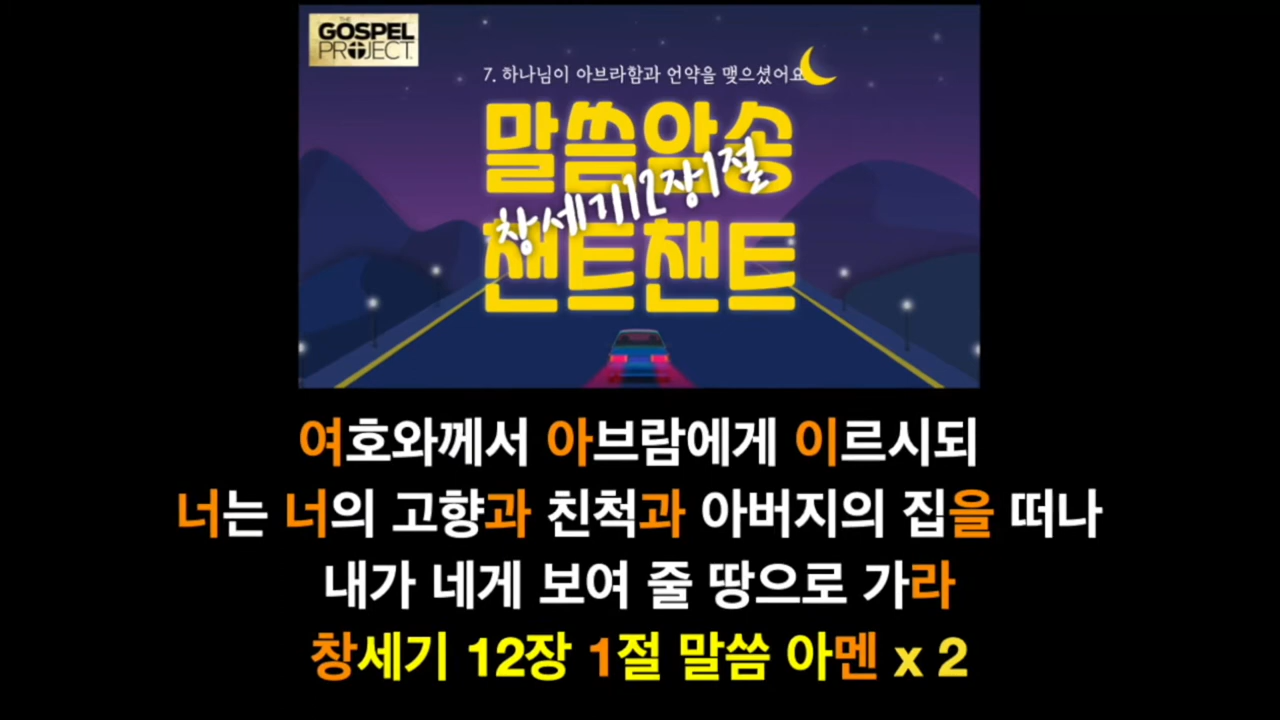 THE
GOSPEL
PROJECT
7. 하나님이 아브라함과 언약을 맺으셨어요
말씀암송
창세기12장1절
챈트챈트
여호와께서 아브람에게 이르시되
너는 너의 고향과 친척과 아버지의 집을 떠나
내가 네게 보여 줄 땅으로 가라
창세기 12장 1절 말씀 아멘 x 2